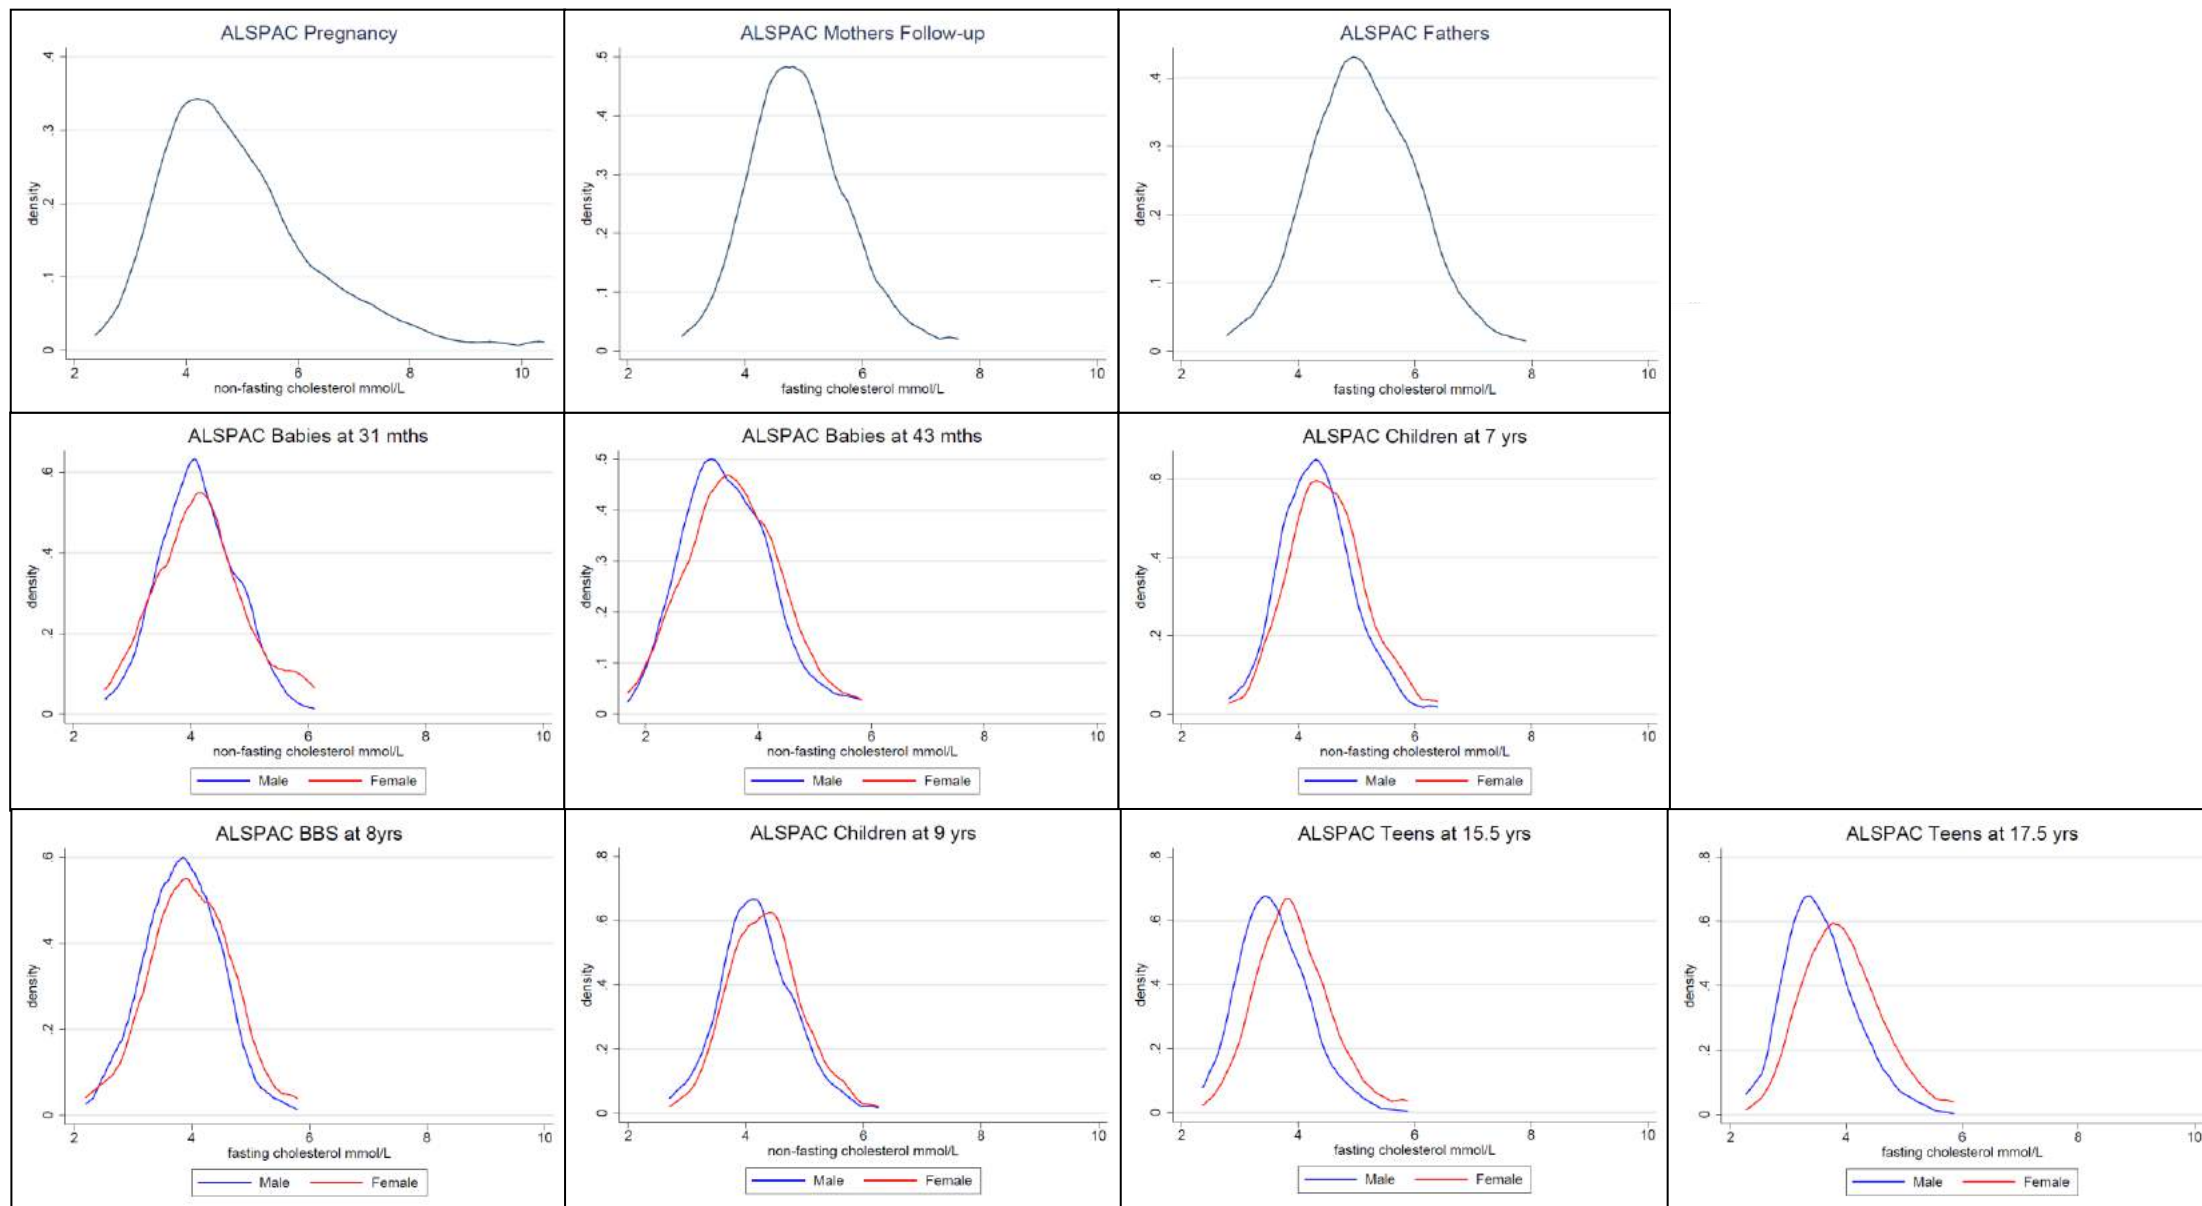 ALSPAC Pregnancy
density
0 .1 .2 .3 .4
2 4 6 8 10
non-fasting cholesterol mmol/L
ALSPAC Mothers Follow-up
density
0 .1 .2 .3 .4 .5
2 4 6 8 10
fasting cholesterol mmol/L
ALSPAC Fathers
density
0 .1 .2 .3 .4
2 4 6 8 10
fasting cholesterol mmol/L
ALSPAC Babies at 31 mths
density
0 .2 .4 .6
2 4 6 8 10
non-fasting cholesterol mmol/L
Male Female
ALSPAC Babies at 43 mths
density
0 .1 .2 .3 .4 .5
2 4 6 8 10
non-fasting cholesterol mmol/L
Male Female
ALSPAC Children at 7 yrs
density
0 .2 .4 .6
2 4 6 8 10
non-fasting cholesterol mmol/L
Male Female
ALSPAC BBS at 8yrs
density
0 .2 .4 .6
2 4 6 8 10
fasting cholesterol mmol/L
Male Female
ALSPAC Children at 9 yrs
density
0 .2 .4 .6 .8
2 4 6 8 10
non-fasting cholesterol mmol/L
Male Female
ALSPAC Teens at 15.5 yrs
density
0 .2 .4 .6 .8
2 4 6 8 10
fasting cholesterol mmol/L
Male Female
ALSPAC Teens at 17.5 yrs
density
0 .2 .4 .6 .8
2 4 6 8 10
fasting cholesterol mmol/L
Male Female